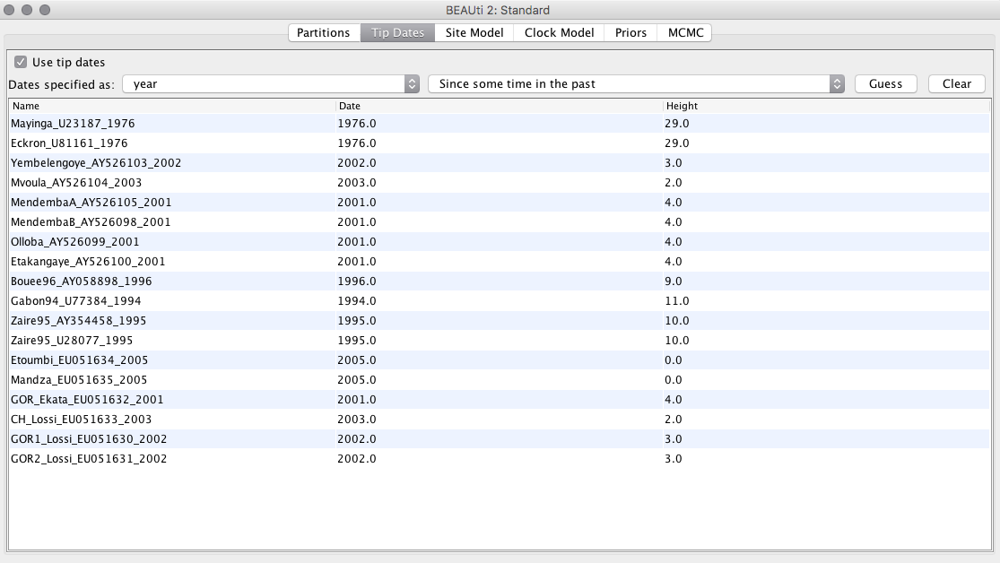 BEAUti 2: Standard
Partitions Tip Dates Site Model Clock Model Priors MCMC
Use tip dates
Dates specified as: year Since some time in the past Guess Clear
Name Date Height
Mayinga_U23187_1976 1976.0 29.0
Eckron_U81161_1976 1976.0 29.0
Yembelengoye_AY526103_2002 2002.0 3.0
Mvoula_AY526104_2003 2003.0 2.0
MendembaA_AY526105_2001 2001.0 4.0
MendembaB_AY526098_2001 2001.0 4.0
Olloba_AY526099_2001 2001.0 4.0
Etakangaye_AY526100_2001 2001.0 4.0
Bouee96_AY058898_1996 1996.0 9.0
Gabon94_U77384_1994 1994.0 11.0
Zaire95_AY354458_1995 1995.0 10.0
Zaire95_U28077_1995 1995.0 10.0
Etoumbi_EU051634_2005 2005.0 0.0
Mandza_EU051635_2005 2005.0 0.0
GOR_Ekata_EU051632_2001 2001.0 4.0
CH_Lossi_EU051633_2003 2003.0 2.0
GOR1_Lossi_EU051630_2002 2002.0 3.0
GOR2_Lossi_EU051631_2002 2002.0 3.0